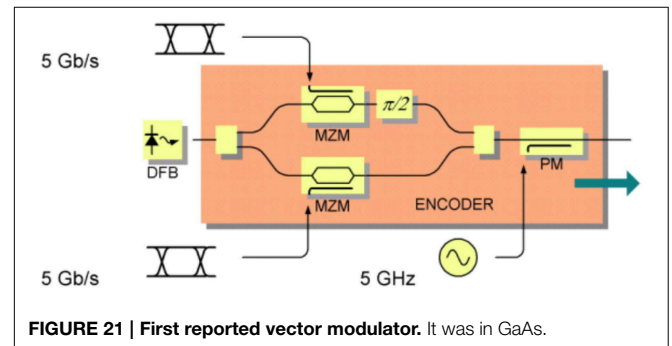 5 Gb/s
π/2
MZM
DFB
PM
MZM
ENCODER
5 Gb/s
5 GHz
FIGURE 21 | First reported vector modulator. It was in GaAs.